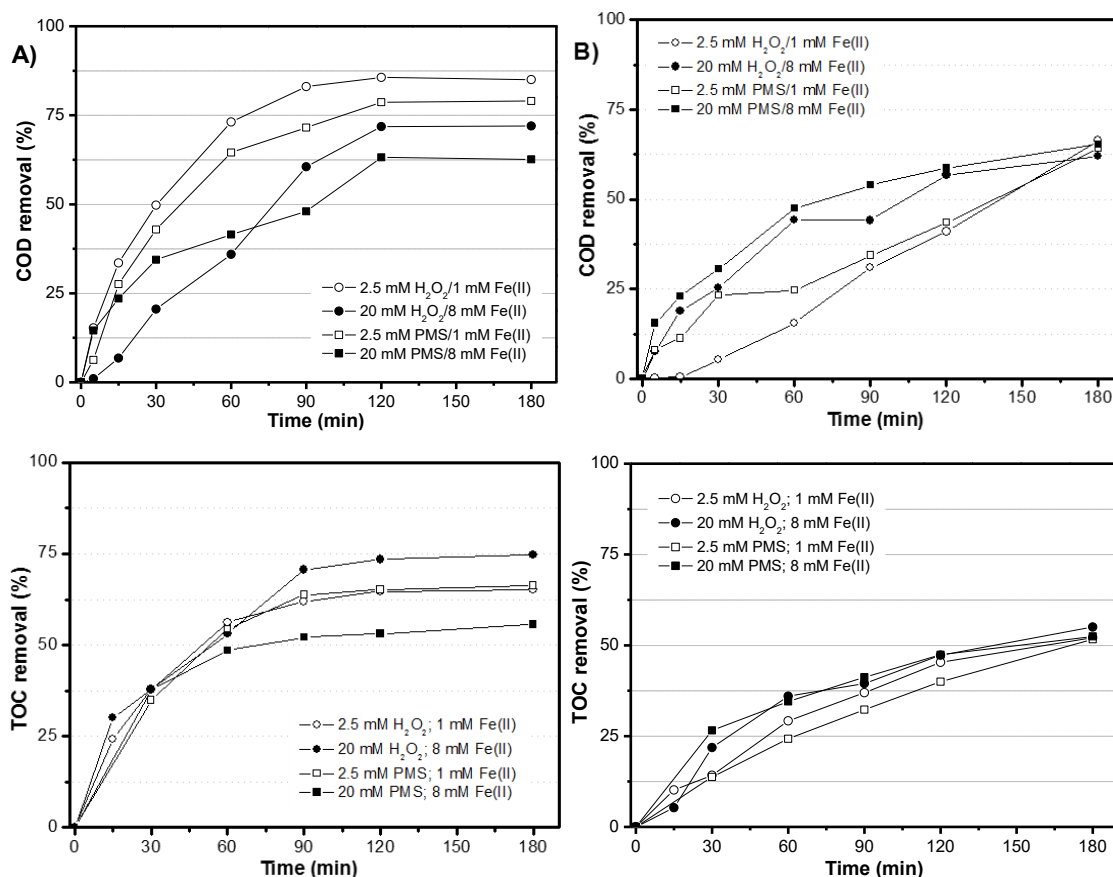 A)
COD removal (%)
100
75
50
25
0
2.5 mM H₂O₂/1 mM Fe(II)
20 mM H₂O₂/8 mM Fe(II)
2.5 mM PMS/1 mM Fe(II)
20 mM PMS/8 mM Fe(II)
0 30 60 90 120 150 180
Time (min)
B)
COD removal (%)
100
75
50
25
0
2.5 mM H₂O₂/1 mM Fe(II)
20 mM H₂O₂/8 mM Fe(II)
2.5 mM PMS/1 mM Fe(II)
20 mM PMS/8 mM Fe(II)
0 30 60 90 120 150 180
Time (min)
TOC removal (%)
100
75
50
25
0
2.5 mM H₂O₂; 1 mM Fe(II)
20 mM H₂O₂; 8 mM Fe(II)
2.5 mM PMS; 1 mM Fe(II)
20 mM PMS; 8 mM Fe(II)
0 30 60 90 120 150 180
Time (min)
TOC removal (%)
100
75
50
25
0
2.5 mM H₂O₂; 1 mM Fe(II)
20 mM H₂O₂; 8 mM Fe(II)
2.5 mM PMS; 1 mM Fe(II)
20 mM PMS; 8 mM Fe(II)
0 30 60 90 120 150 180
Time (min)